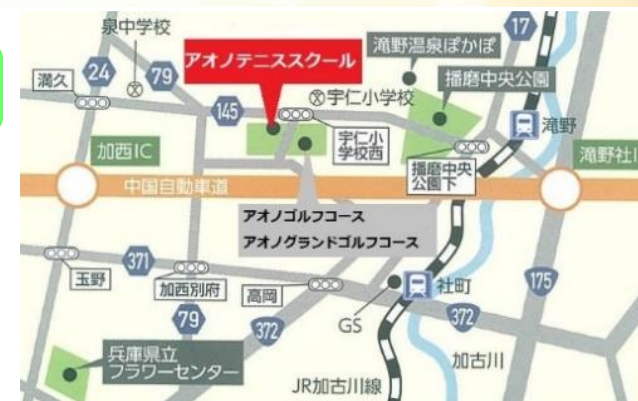 泉中学校
アオノテニススクール
滝野温泉ぽかぽ
17
満久
24
79
播磨中央公園
145
宇仁小学校
宇仁小
学校西
滝野
加西IC
播磨中央
公園下
滝野社I
中国自動車道
アオノゴルフコース
アオノグランドゴルフコース
371
玉野
加西別府
高岡
社町
175
79
372
GS
372
加古川
兵庫県立
フラワーセンター
JR加古川線